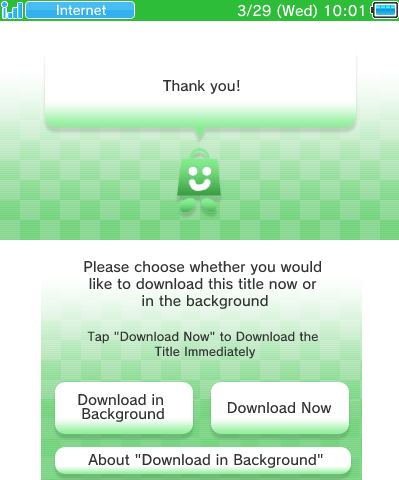 Internet 3/29 (Wed) 10:01
Thank you!
Please choose whether you would
like to download this title now or
in the background
Tap "Download Now" to Download the
Title Immediately
Download in
Background
Download Now
About "Download in Background"